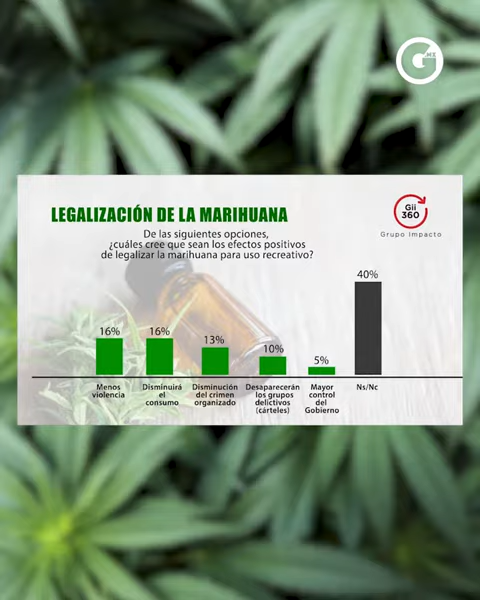 G.MX
LEGALIZACIÓN DE LA MARIHUANA
De las siguientes opciones,
¿cuáles cree que sean los efectos positivos
de legalizar la marihuana para uso recreativo?
Gii
360
Grupo Impacto
16%
16%
13%
10%
5%
40%
Menos
violencia
Disminuirá
el
consumo
Disminución
del crimen
organizado
Desaparecerán
los grupos
delictivos
(cárteles)
Mayor
control
del
Gobierno
Ns/Nc